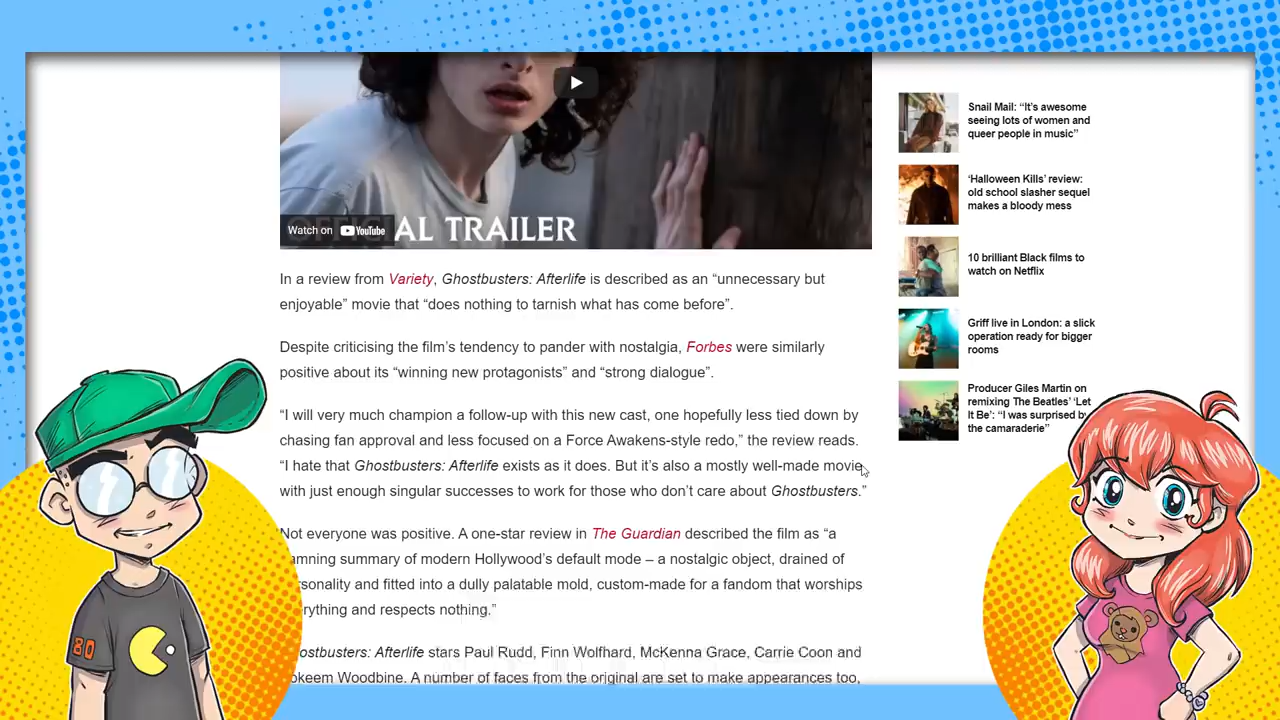 OFFICIAL TRAILER
Watch on YouTube
In a review from Variety, Ghostbusters: Afterlife is described as an “unnecessary but
enjoyable” movie that “does nothing to tarnish what has come before”.
Despite criticising the film’s tendency to pander with nostalgia, Forbes were similarly
positive about its “winning new protagonists” and “strong dialogue”.
“I will very much champion a follow-up with this new cast, one hopefully less tied down by
chasing fan approval and less focused on a Force Awakens-style redo,” the review reads.
“I hate that Ghostbusters: Afterlife exists as it does. But it’s also a mostly well-made movie
with just enough singular successes to work for those who don’t care about Ghostbusters.”
Not everyone was positive. A one-star review in The Guardian described the film as “a
damning summary of modern Hollywood’s default mode – a nostalgic object, drained of
personality and fitted into a dully palatable mold, custom-made for a fandom that worships
everything and respects nothing.”
Ghostbusters: Afterlife stars Paul Rudd, Finn Wolfhard, McKenna Grace, Carrie Coon and
Bokeem Woodbine. A number of faces from the original are set to make appearances too,
Snail Mail: “It’s awesome
seeing lots of women and
queer people in music”
‘Halloween Kills’ review:
old school slasher sequel
makes a bloody mess
10 brilliant Black films to
watch on Netflix
Griff live in London: a slick
operation ready for bigger
rooms
Producer Giles Martin on
remixing The Beatles’ ‘Let
It Be’: “I was surprised by
the camaraderie”
80